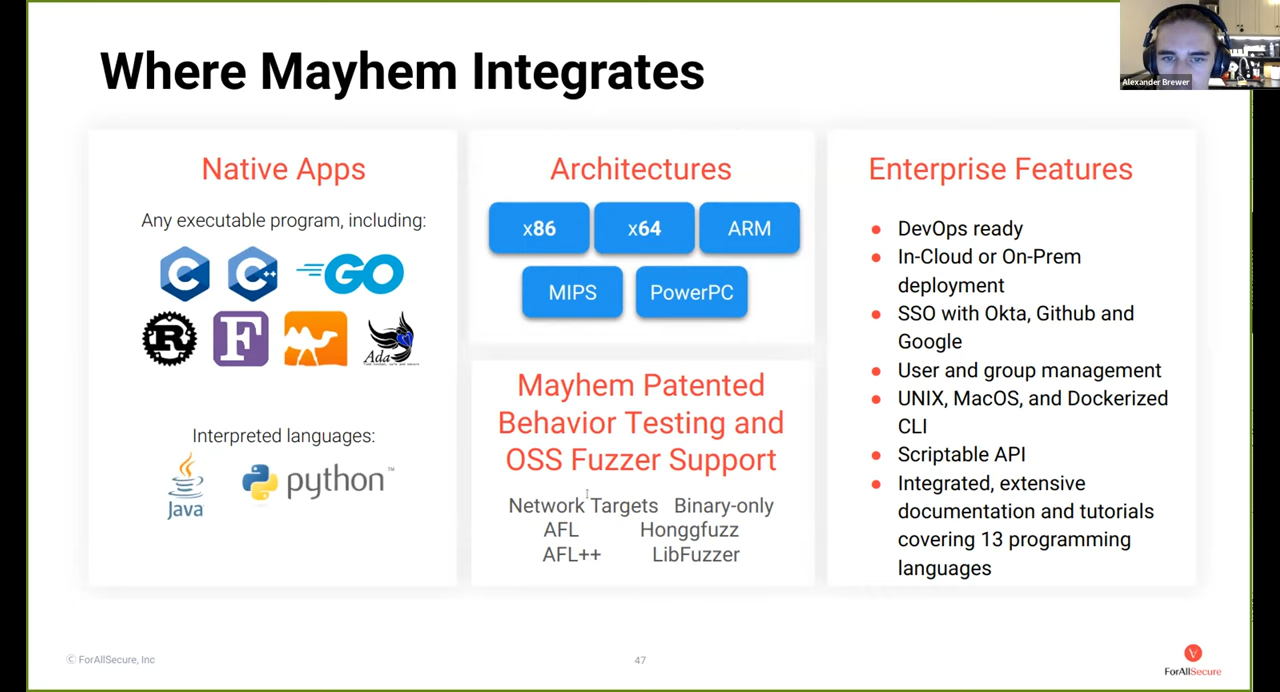 Where Mayhem Integrates
Alexander Brewer
Native Apps
Any executable program, including:
C
C++
GO
R
F
Ada
Interpreted languages:
Java
python™
Architectures
x86
x64
ARM
MIPS
PowerPC
Mayhem Patented
Behavior Testing and
OSS Fuzzer Support
Network Targets Binary-only
AFL Honggfuzz
AFL++ LibFuzzer
Enterprise Features
DevOps ready
In-Cloud or On-Prem
deployment
SSO with Okta, Github and
Google
User and group management
UNIX, MacOS, and Dockerized
CLI
Scriptable API
Integrated, extensive
documentation and tutorials
covering 13 programming
languages
© ForAllSecure, Inc
47
ForAllSecure